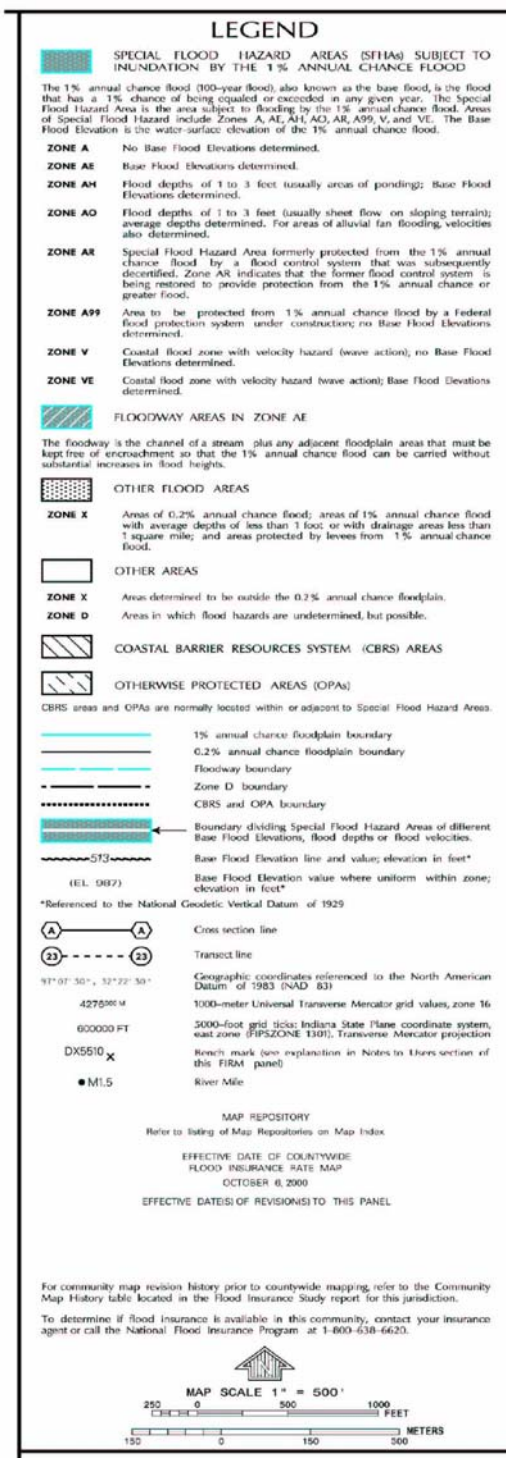 LEGEND
SPECIAL FLOOD HAZARD AREAS (SFHAs) SUBJECT TO
INUNDATION BY THE 1% ANNUAL CHANCE FLOOD
The 1% annual chance flood (100-year flood), also known as the base flood, is the flood
that has a 1% chance of being equaled or exceeded in any given year. The Special
Flood Hazard Area is the area subject to flooding by the 1% annual chance flood. Areas
of Special Flood Hazard include Zones A, AE, AH, AO, AR, A99, V, and VE. The Base
Flood Elevation is the water-surface elevation of the 1% annual chance flood.
ZONE A No Base Flood Elevations determined.
ZONE AE Base Flood Elevations determined.
ZONE AH Flood depths of 1 to 3 feet (usually areas of ponding); Base Flood
Elevations determined.
ZONE AO Flood depths of 1 to 3 feet (usually sheet flow on sloping terrain);
average depths determined. For areas of alluvial fan flooding, velocities
also determined.
ZONE AR Special Flood Hazard Area formerly protected from the 1% annual
chance flood by a flood control system that was subsequently
decertified. Zone AR indicates that the former flood control system is
being restored to provide protection from the 1% annual chance or
greater flood.
ZONE A99 Area to be protected from 1% annual chance flood by a Federal
flood protection system under construction; no Base Flood Elevations
determined.
ZONE V Coastal flood zone with velocity hazard (wave action); no Base Flood
Elevations determined.
ZONE VE Coastal flood zone with velocity hazard (wave action); Base Flood Elevations
determined.
FLOODWAY AREAS IN ZONE AE
The floodway is the channel of a stream plus any adjacent floodplain areas that must be
kept free of encroachment so that the 1% annual chance flood can be carried without
substantial increases in flood heights.
OTHER FLOOD AREAS
ZONE X Areas of 0.2% annual chance flood; areas of 1% annual chance flood
with average depths of less than 1 foot or with drainage areas less than
1 square mile; and areas protected by levees from 1% annual chance
flood.
OTHER AREAS
ZONE X Areas determined to be outside the 0.2% annual chance floodplain.
ZONE D Areas in which flood hazards are undetermined, but possible.
COASTAL BARRIER RESOURCES SYSTEM (CBRS) AREAS
OTHERWISE PROTECTED AREAS (OPAs)
CBRS areas and OPAs are normally located within or adjacent to Special Flood Hazard Areas.
1% annual chance floodplain boundary
0.2% annual chance floodplain boundary
Floodway boundary
Zone D boundary
CBRS and OPA boundary
Boundary dividing Special Flood Hazard Areas of different
Base Flood Elevations, flood depths or flood velocities.
513 Base Flood Elevation line and value; elevation in feet*
(EL 987) Base Flood Elevation value where uniform within zone;
elevation in feet*
*Referenced to the National Geodetic Vertical Datum of 1929
A A Cross section line
23 23 Transect line
97°07'30", 32°22'30" Geographic coordinates referenced to the North American
Datum of 1983 (NAD 83)
4276000 M 1000-meter Universal Transverse Mercator grid values, zone 16
600000 FT 5000-foot grid ticks: Indiana State Plane coordinate system,
east zone (FIPSZONE 1301), Transverse Mercator projection
DX5510 X Bench mark (see explanation in Notes to Users section of
this FIRM panel)
M1.5 River Mile
MAP REPOSITORY
Refer to listing of Map Repositories on Map Index
EFFECTIVE DATE OF COUNTYWIDE
FLOOD INSURANCE RATE MAP
OCTOBER 6, 2000
EFFECTIVE DATE(S) OF REVISION(S) TO THIS PANEL
For community map revision history prior to countywide mapping, refer to the Community
Map History table located in the Flood Insurance Study report for this jurisdiction.
To determine if flood insurance is available in this community, contact your insurance
agent or call the National Flood Insurance Program at 1-800-638-6620.
MAP SCALE 1" = 500'
250 0 500 1000
FEET
METERS
150 0 150 300